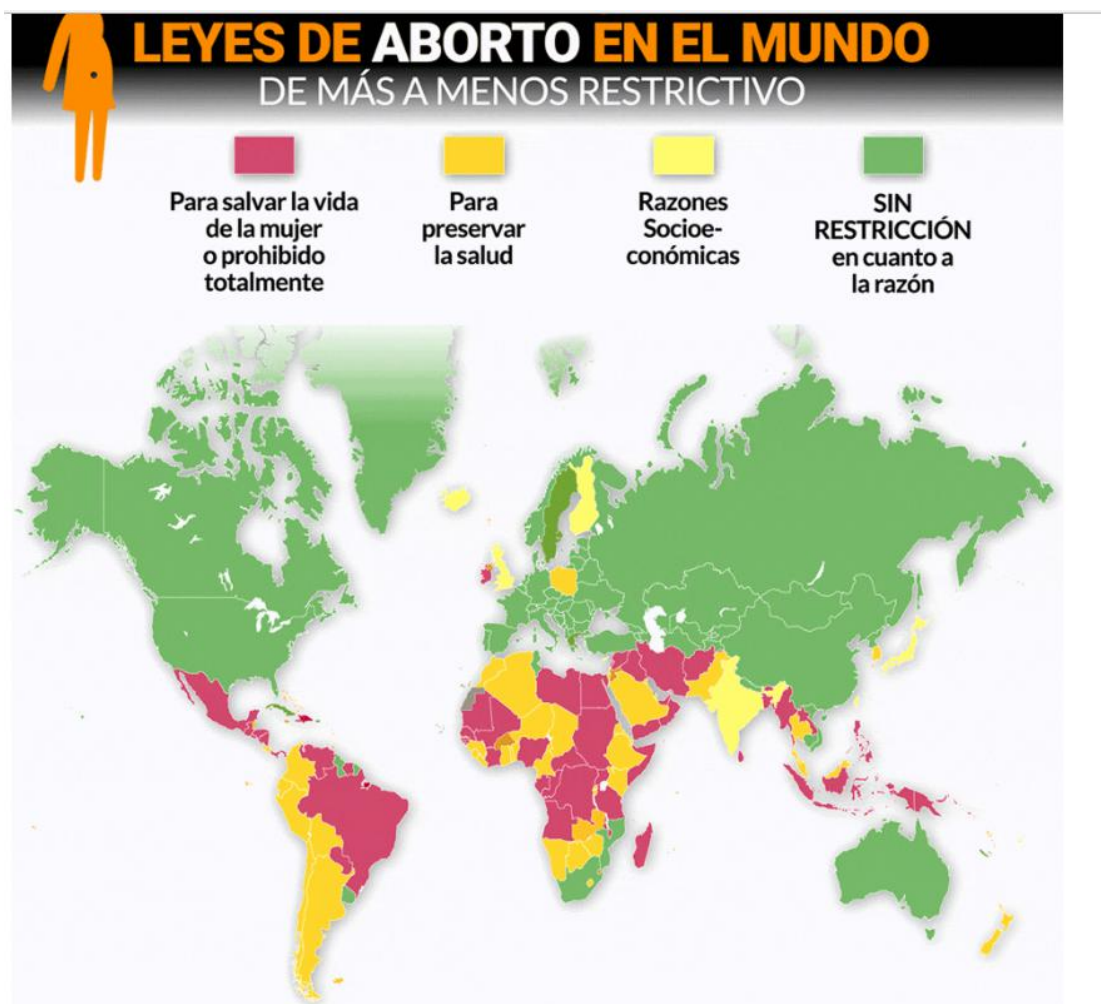 LEYES DE ABORTO EN EL MUNDO
DE MÁS A MENOS RESTRICTIVO
Para salvar la vida
de la mujer
o prohibido
totalmente
Para
preservar
la salud
Razones
Socioe-
conómicas
SIN
RESTRICCIÓN
en cuanto a
la razón